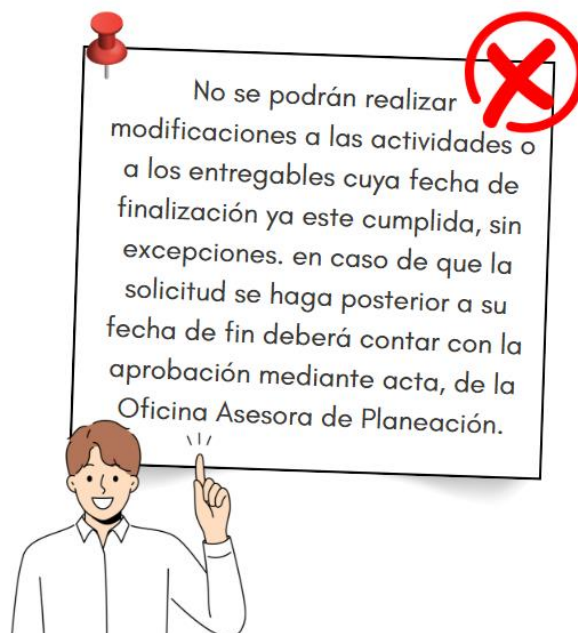 No se podrán realizar
modificaciones a las actividades o
a los entregables cuya fecha de
finalización ya este cumplida, sin
excepciones. en caso de que la
solicitud se haga posterior a su
fecha de fin deberá contar con la
aprobación mediante acta, de la
Oficina Asesora de Planeación.